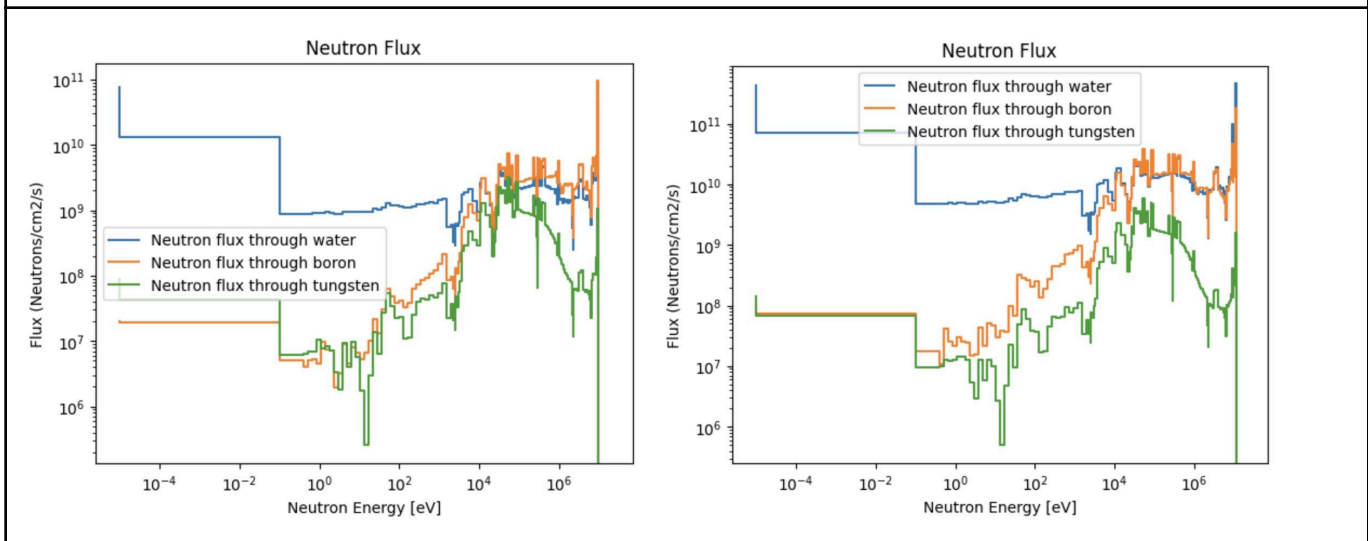 Neutron Flux
10¹¹
10¹⁰
10⁹
10⁸
10⁷
10⁶
Flux (Neutrons/cm2/s)
Neutron flux through water
Neutron flux through boron
Neutron flux through tungsten
10⁻⁴
10⁻²
10⁰
10²
10⁴
10⁶
Neutron Energy [eV]
Neutron Flux
10¹¹
10¹⁰
10⁹
10⁸
10⁷
10⁶
Flux (Neutrons/cm2/s)
Neutron flux through water
Neutron flux through boron
Neutron flux through tungsten
10⁻⁴
10⁻²
10⁰
10²
10⁴
10⁶
Neutron Energy [eV]